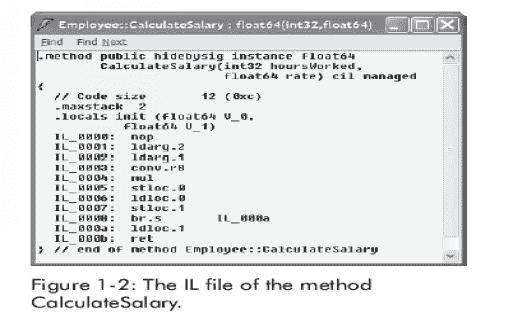 Employee::CalculateSalary : float64(int32,float64)
Find Find Next
.method public hidebysig instance float64
CalculateSalary(int32 hoursWorked,
float64 rate) cil managed
{
// Code size 12 (0xc)
.maxstack 2
.locals init (float64 V_0,
float64 V_1)
IL_0000: nop
IL_0001: ldarg.2
IL_0002: ldarg.1
IL_0003: conv.r8
IL_0004: mul
IL_0005: stloc.0
IL_0006: ldloc.0
IL_0007: stloc.1
IL_0008: br.s IL_000a
IL_000a: ldloc.1
IL_000b: ret
} // end of method Employee::CalculateSalary
Figure 1-2: The IL file of the method
CalculateSalary.